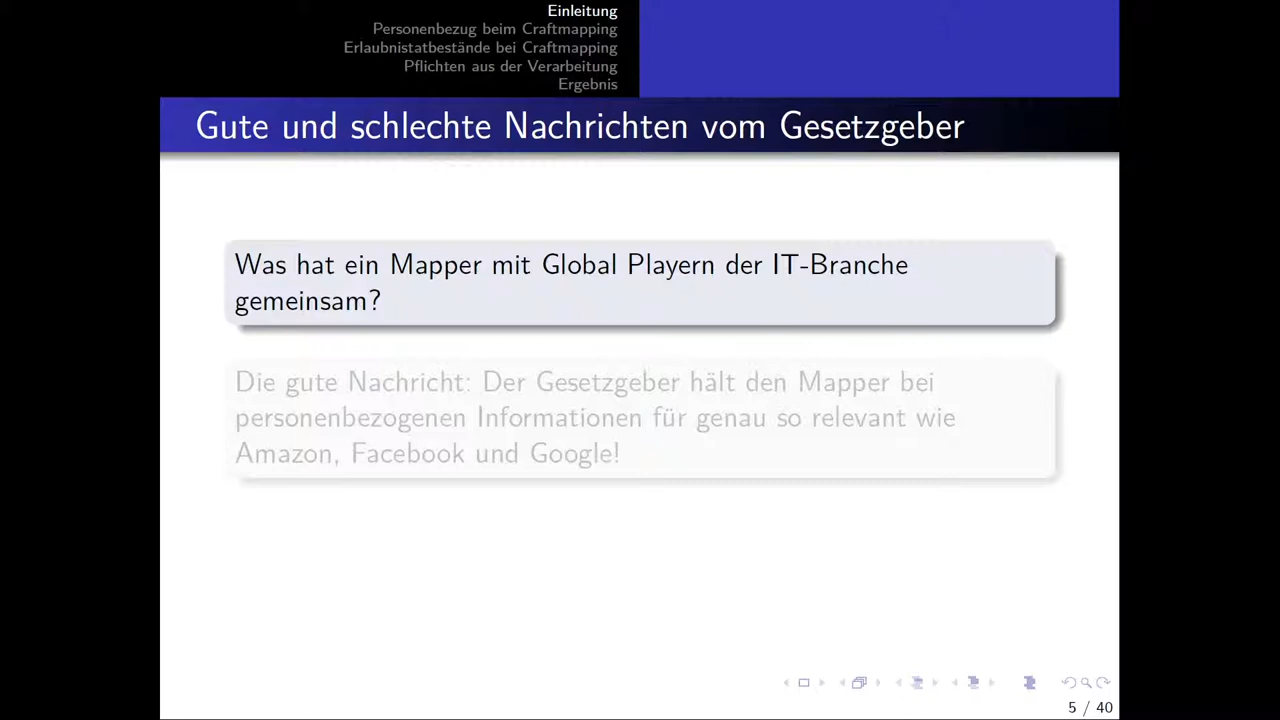 Einleitung
Personenbezug beim Craftmapping
Erlaubnistatbestände bei Craftmapping
Pflichten aus der Verarbeitung
Ergebnis
Gute und schlechte Nachrichten vom Gesetzgeber
Was hat ein Mapper mit Global Playern der IT-Branche
gemeinsam?
Die gute Nachricht: Der Gesetzgeber hält den Mapper bei
personenbezogenen Informationen für genau so relevant wie
Amazon, Facebook und Google!
5 / 40